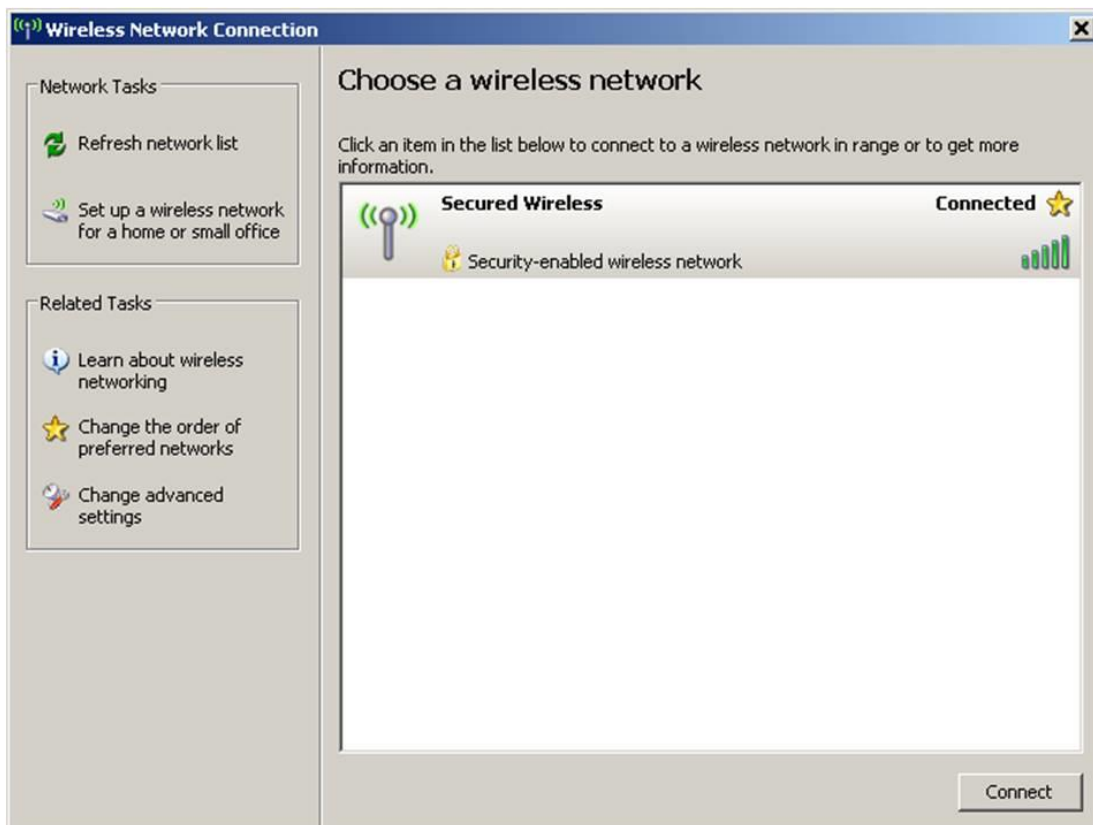 Wireless Network Connection
Network Tasks
Refresh network list
Set up a wireless network
for a home or small office
Related Tasks
Learn about wireless
networking
Change the order of
preferred networks
Change advanced
settings
Choose a wireless network
Click an item in the list below to connect to a wireless network in range or to get more
information.
Secured Wireless Connected
Security-enabled wireless network
Connect